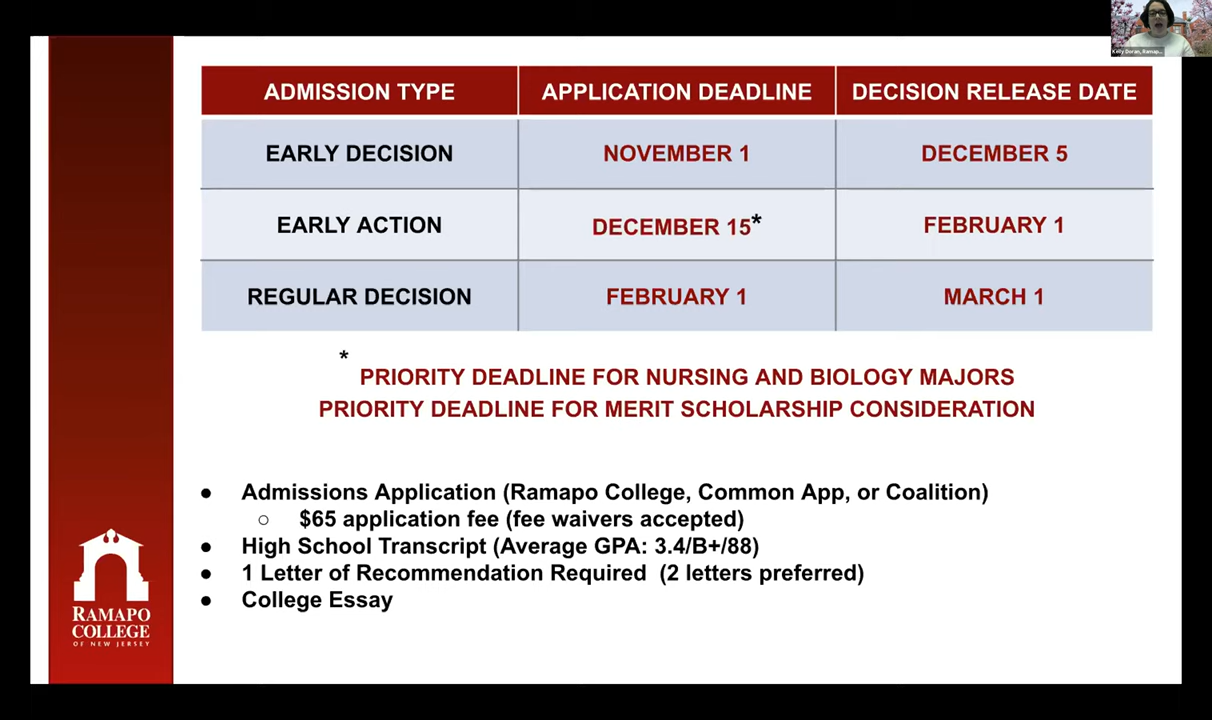 Kelly Doran, Ramap...
ADMISSION TYPE APPLICATION DEADLINE DECISION RELEASE DATE
EARLY DECISION NOVEMBER 1 DECEMBER 5
EARLY ACTION DECEMBER 15* FEBRUARY 1
REGULAR DECISION FEBRUARY 1 MARCH 1
* PRIORITY DEADLINE FOR NURSING AND BIOLOGY MAJORS
PRIORITY DEADLINE FOR MERIT SCHOLARSHIP CONSIDERATION
● Admissions Application (Ramapo College, Common App, or Coalition)
○ $65 application fee (fee waivers accepted)
● High School Transcript (Average GPA: 3.4/B+/88)
● 1 Letter of Recommendation Required (2 letters preferred)
● College Essay
RAMAPO
COLLEGE
OF NEW JERSEY